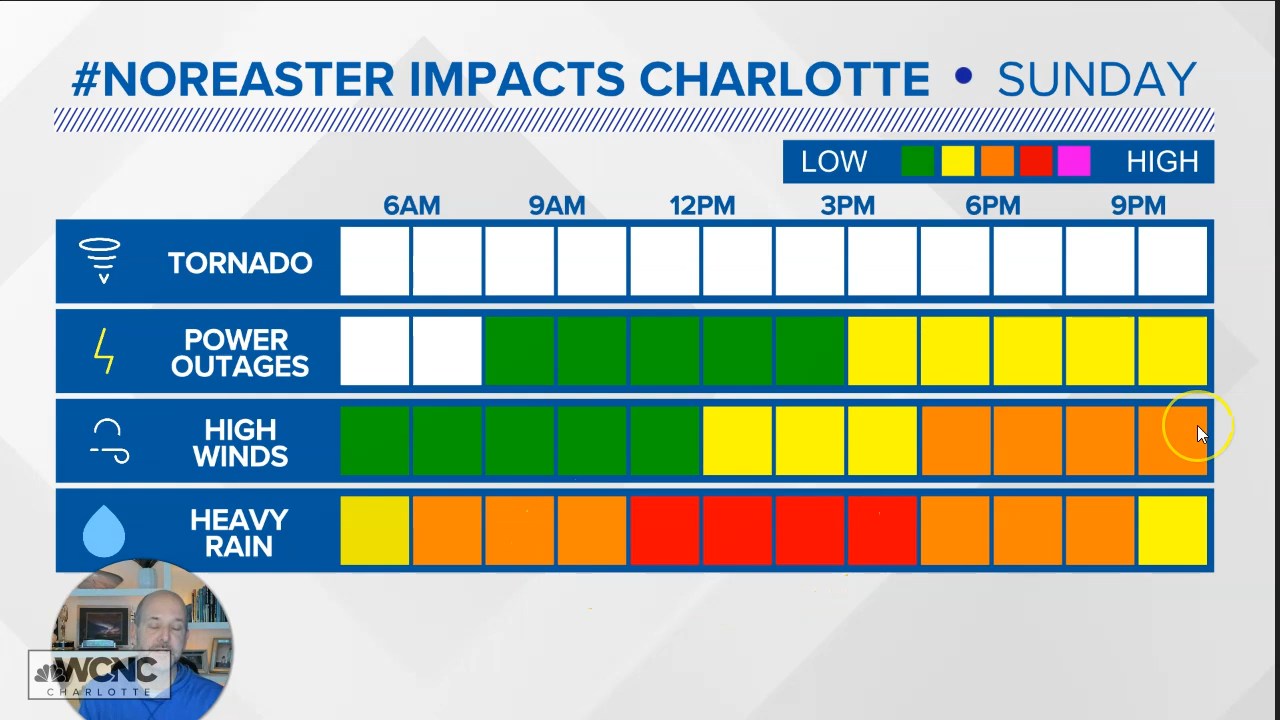 #NOREASTER IMPACTS CHARLOTTE • SUNDAY
LOW HIGH
6AM 9AM 12PM 3PM 6PM 9PM
TORNADO
POWER
OUTAGES
HIGH
WINDS
HEAVY
RAIN
WCNC
CHARLOTTE